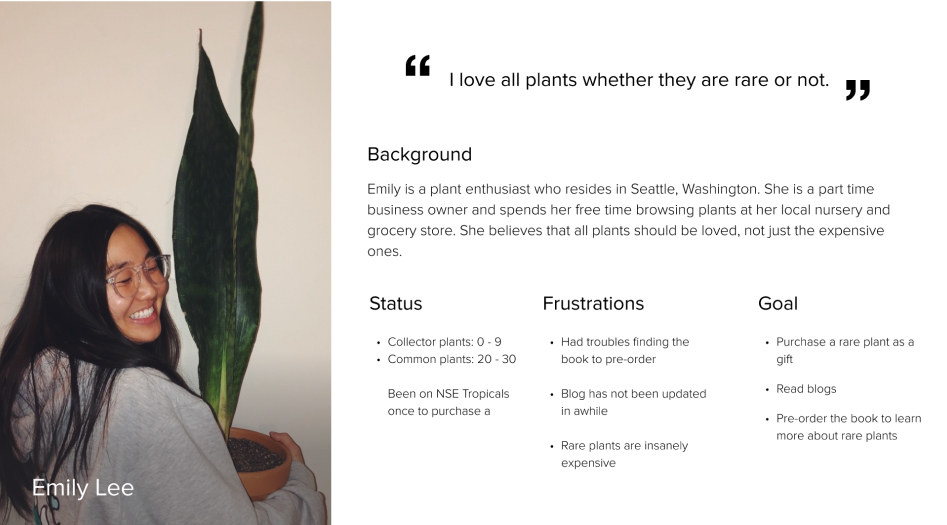 “ I love all plants whether they are rare or not. ”
Background
Emily is a plant enthusiast who resides in Seattle, Washington. She is a part time
business owner and spends her free time browsing plants at her local nursery and
grocery store. She believes that all plants should be loved, not just the expensive
ones.
Status
• Collector plants: 0 - 9
• Common plants: 20 - 30
Been on NSE Tropicals
once to purchase a
Frustrations
• Had troubles finding the
book to pre-order
• Blog has not been updated
in awhile
• Rare plants are insanely
expensive
Goal
• Purchase a rare plant as a
gift
• Read blogs
• Pre-order the book to learn
more about rare plants
Emily Lee